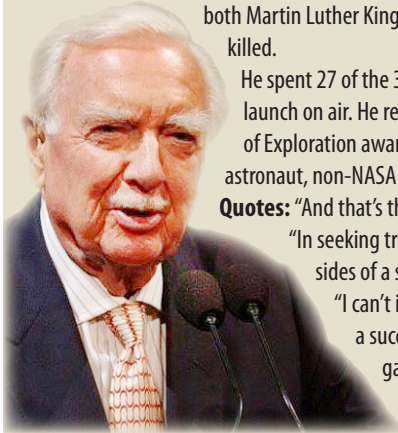 both Martin Luther King
killed.
He spent 27 of the 3
launch on air. He re
of Exploration awar
astronaut, non-NASA
Quotes: “And that’s th
“In seeking tr
sides of a s
“I can’t i
a succ
ga